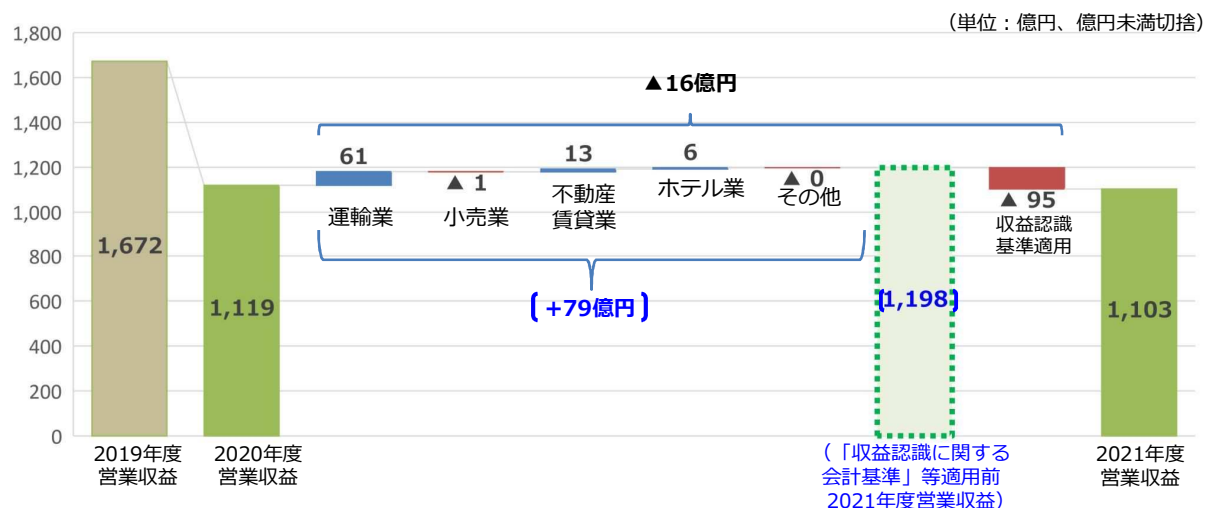 （単位：億円、億円未満切捨）
1,800
1,600
1,400
1,200
1,000
800
600
400
200
0
▲16億円
61
▲ 1
13
6
▲ 0
▲ 95
運輸業
小売業
不動産
賃貸業
ホテル業
その他
収益認識
基準適用
1,672
1,119
[ +79億円 ]
[1,198]
1,103
2019年度
営業収益
2020年度
営業収益
（「収益認識に関する
会計基準」等適用前
2021年度営業収益）
2021年度
営業収益